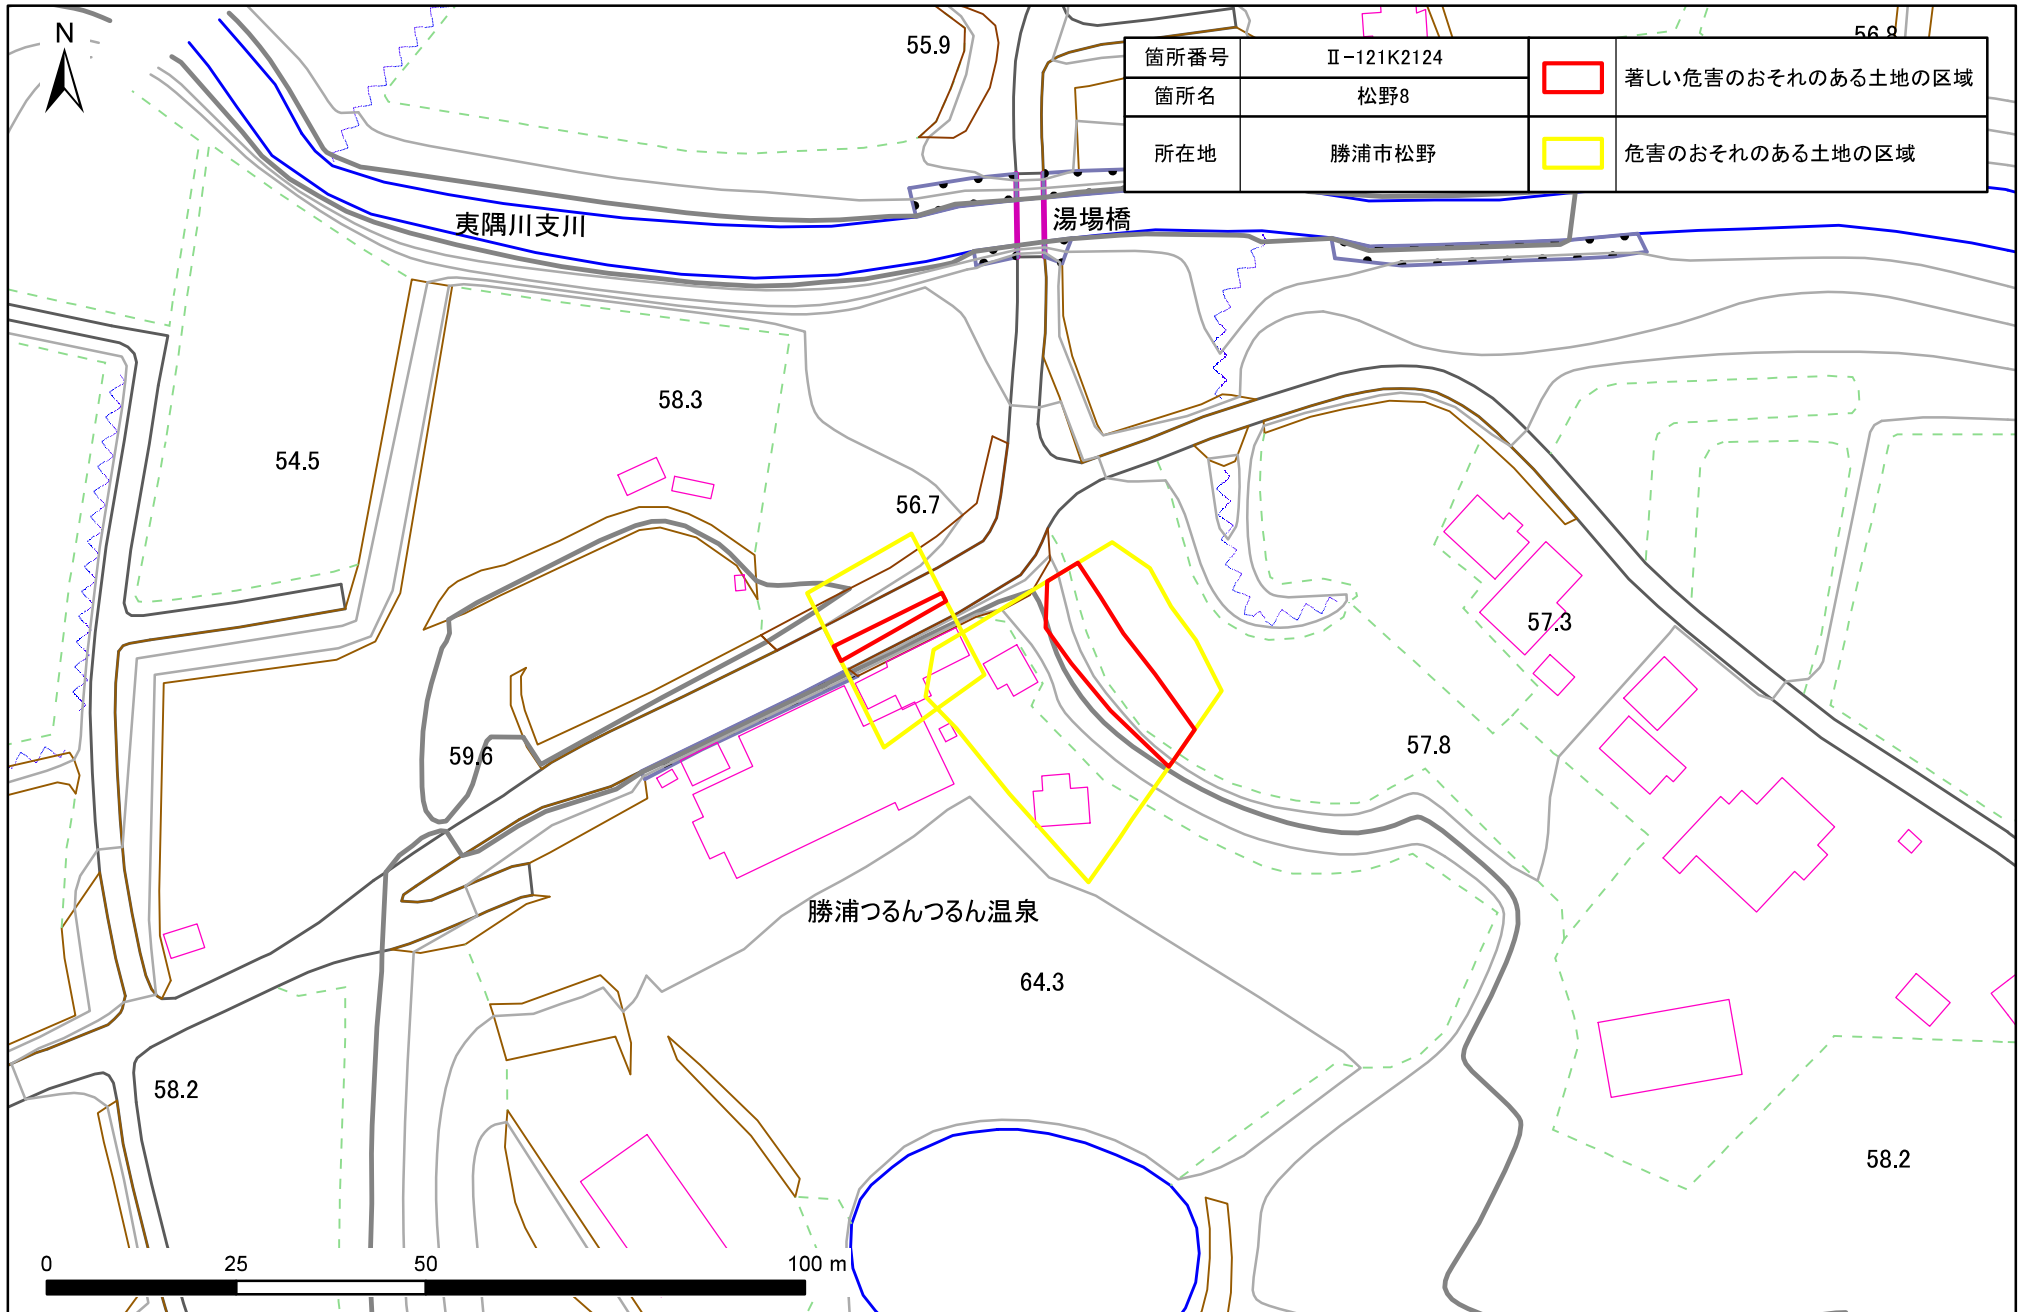 N
55.9
56.8
箇所番号 Ⅱ-121K2124
著しい危害のおそれのある土地の区域
箇所名 松野8
所在地 勝浦市松野
危害のおそれのある土地の区域
夷隅川支川
湯場橋
58.3
54.5
56.7
57.3
59.6
57.8
勝浦つるんつるん温泉
64.3
58.2
58.2
0 25 50 100 m